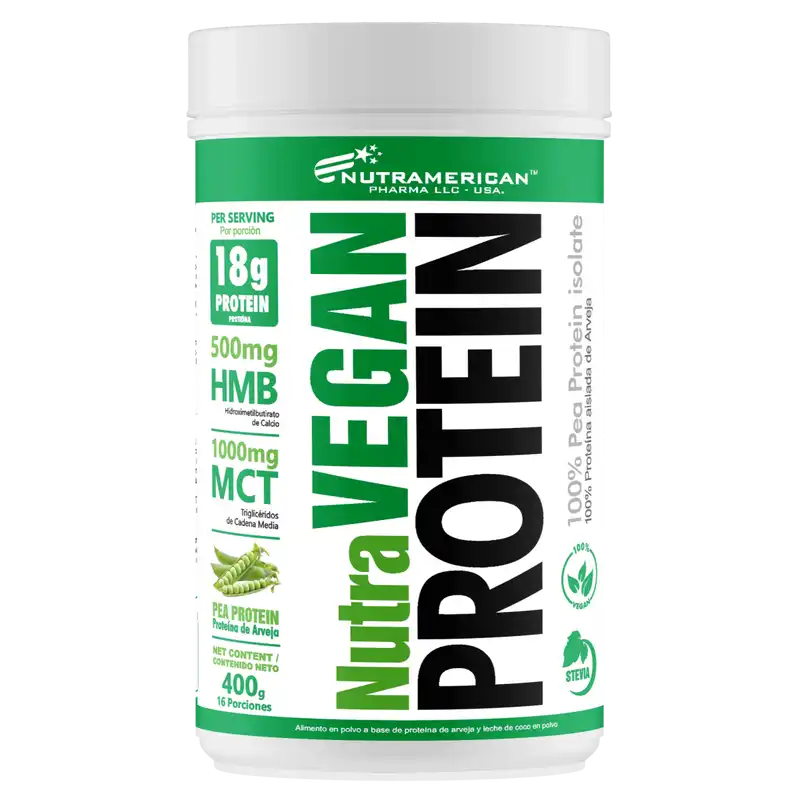 NUTRAMERICAN™
PHARMA LLC - USA.
PER SERVING
Por porción
18g
PROTEIN
PROTEÍNA
500mg
HMB
Hidroximetilbutirato
de Calcio
1000mg
MCT
Triglicéridos
de Cadena Media
PEA PROTEIN
Proteína de Arveja
NET CONTENT /
CONTENIDO NETO
400g
16 Porciones
Nutra VEGAN
PROTEIN
100% Pea Protein isolate
100% Proteína aislada de Arveja
100%
VEGAN
STEVIA
Alimento en polvo a base de proteína de arveja y leche de coco en polvo